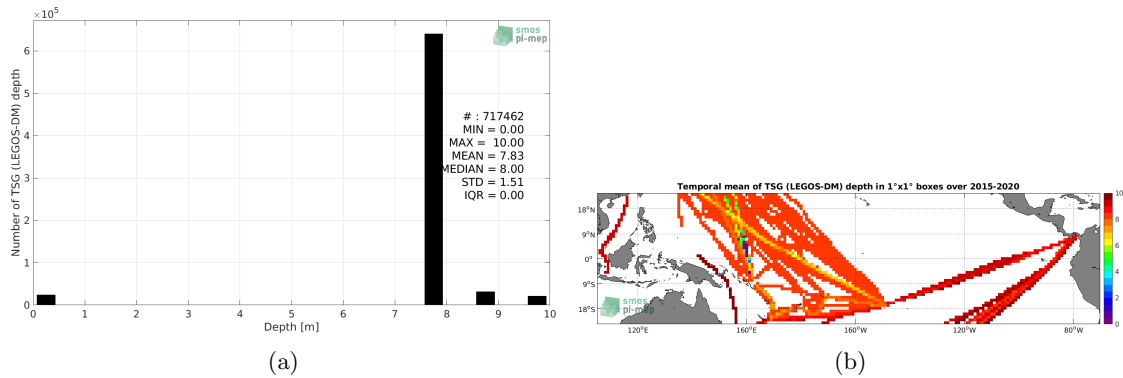 ×10⁵
6
5
4
3
2
1
0
Number of TSG (LEGOS-DM) depth
smos
pi-mep
# : 717462
MIN = 0.00
MAX = 10.00
MEAN = 7.83
MEDIAN = 8.00
STD = 1.51
IQR = 0.00
0 1 2 3 4 5 6 7 8 9 10
Depth [m]
(a)
Temporal mean of TSG (LEGOS-DM) depth in 1°x1° boxes over 2015-2020
18°N
9°N
0°
9°S
18°S
smos
pi-mep
120°E 160°E 160°W 120°W 80°W
10
8
6
4
2
0
(b)